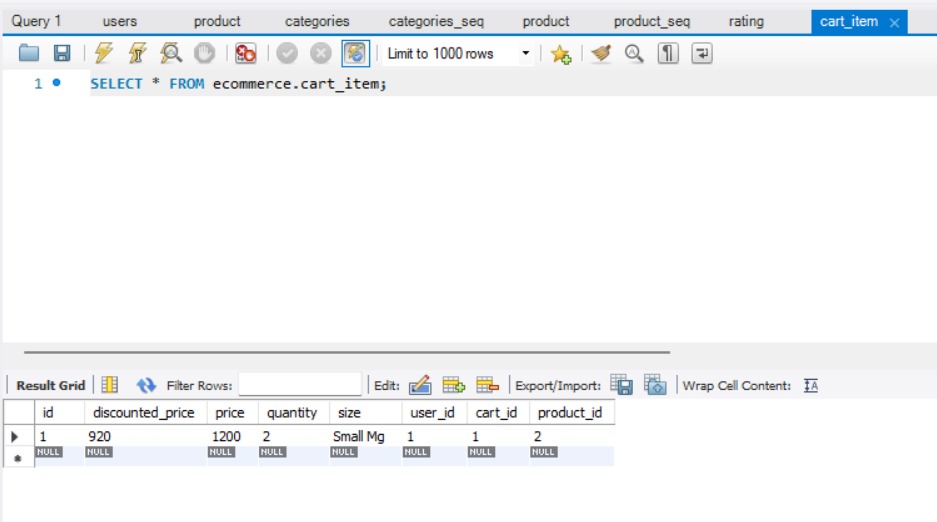 Query 1 users product categories categories_seq product product_seq rating cart_item
Limit to 1000 rows
1 SELECT * FROM ecommerce.cart_item;
Result Grid Filter Rows: Edit: Export/Import: Wrap Cell Content:
id discounted_price price quantity size user_id cart_id product_id
1 920 1200 2 Small Mg 1 1 2
NULL NULL NULL NULL NULL NULL NULL NULL